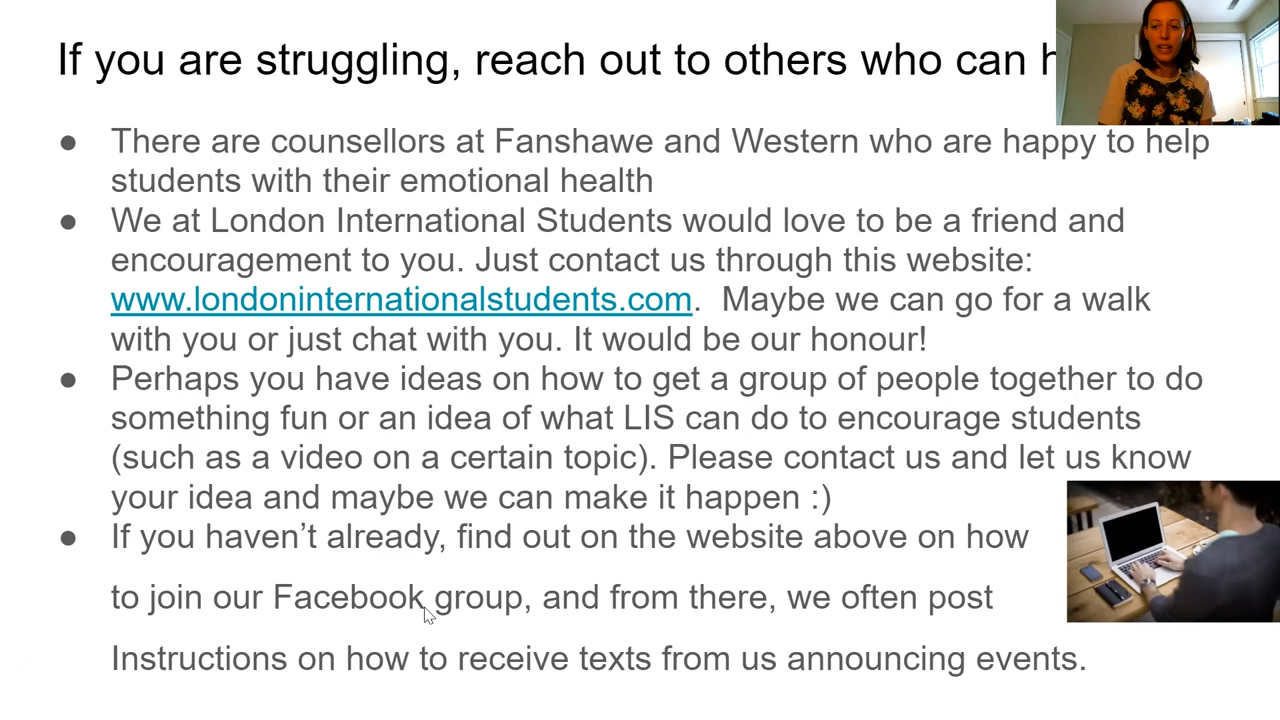 If you are struggling, reach out to others who can
● There are counsellors at Fanshawe and Western who are happy to help
students with their emotional health
● We at London International Students would love to be a friend and
encouragement to you. Just contact us through this website:
www.londoninternationalstudents.com. Maybe we can go for a walk
with you or just chat with you. It would be our honour!
● Perhaps you have ideas on how to get a group of people together to do
something fun or an idea of what LIS can do to encourage students
(such as a video on a certain topic). Please contact us and let us know
your idea and maybe we can make it happen :)
● If you haven’t already, find out on the website above on how
to join our Facebook group, and from there, we often post
Instructions on how to receive texts from us announcing events.